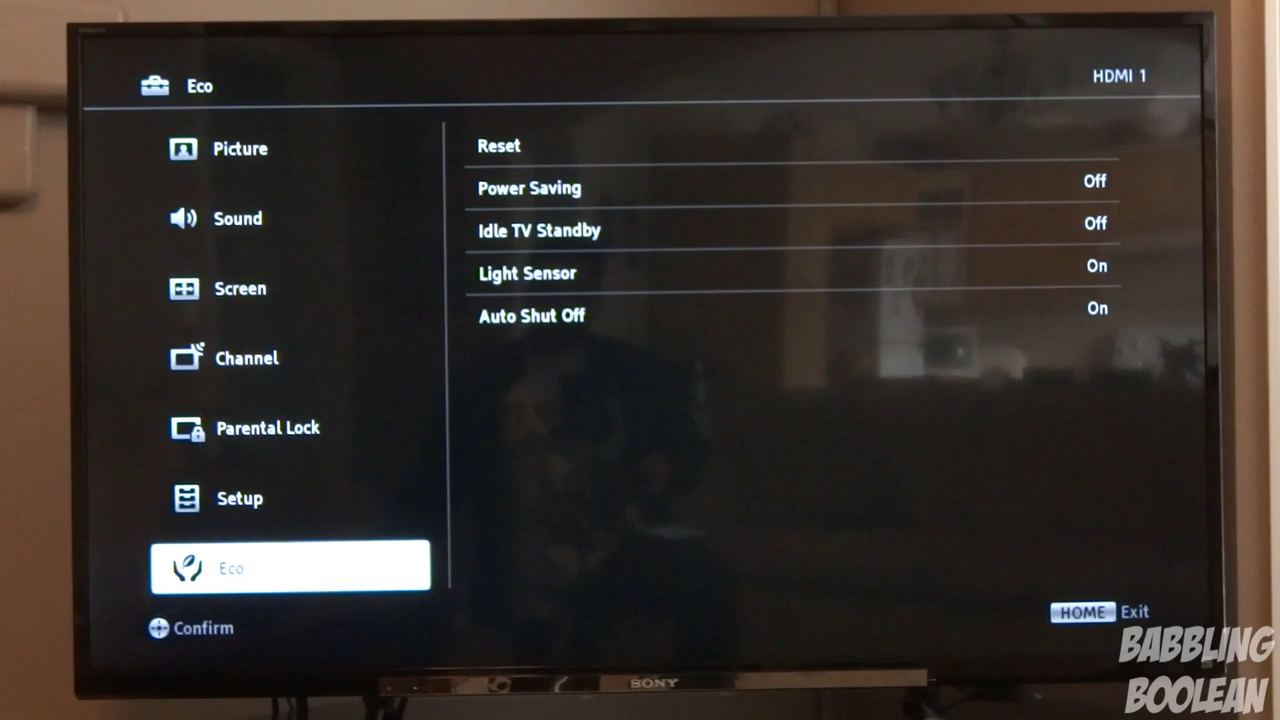 Eco
HDMI 1
Picture
Sound
Screen
Channel
Parental Lock
Setup
Eco
Reset
Power Saving Off
Idle TV Standby Off
Light Sensor On
Auto Shut Off On
Confirm
HOME Exit
SONY
BABBLING
BOOLEAN